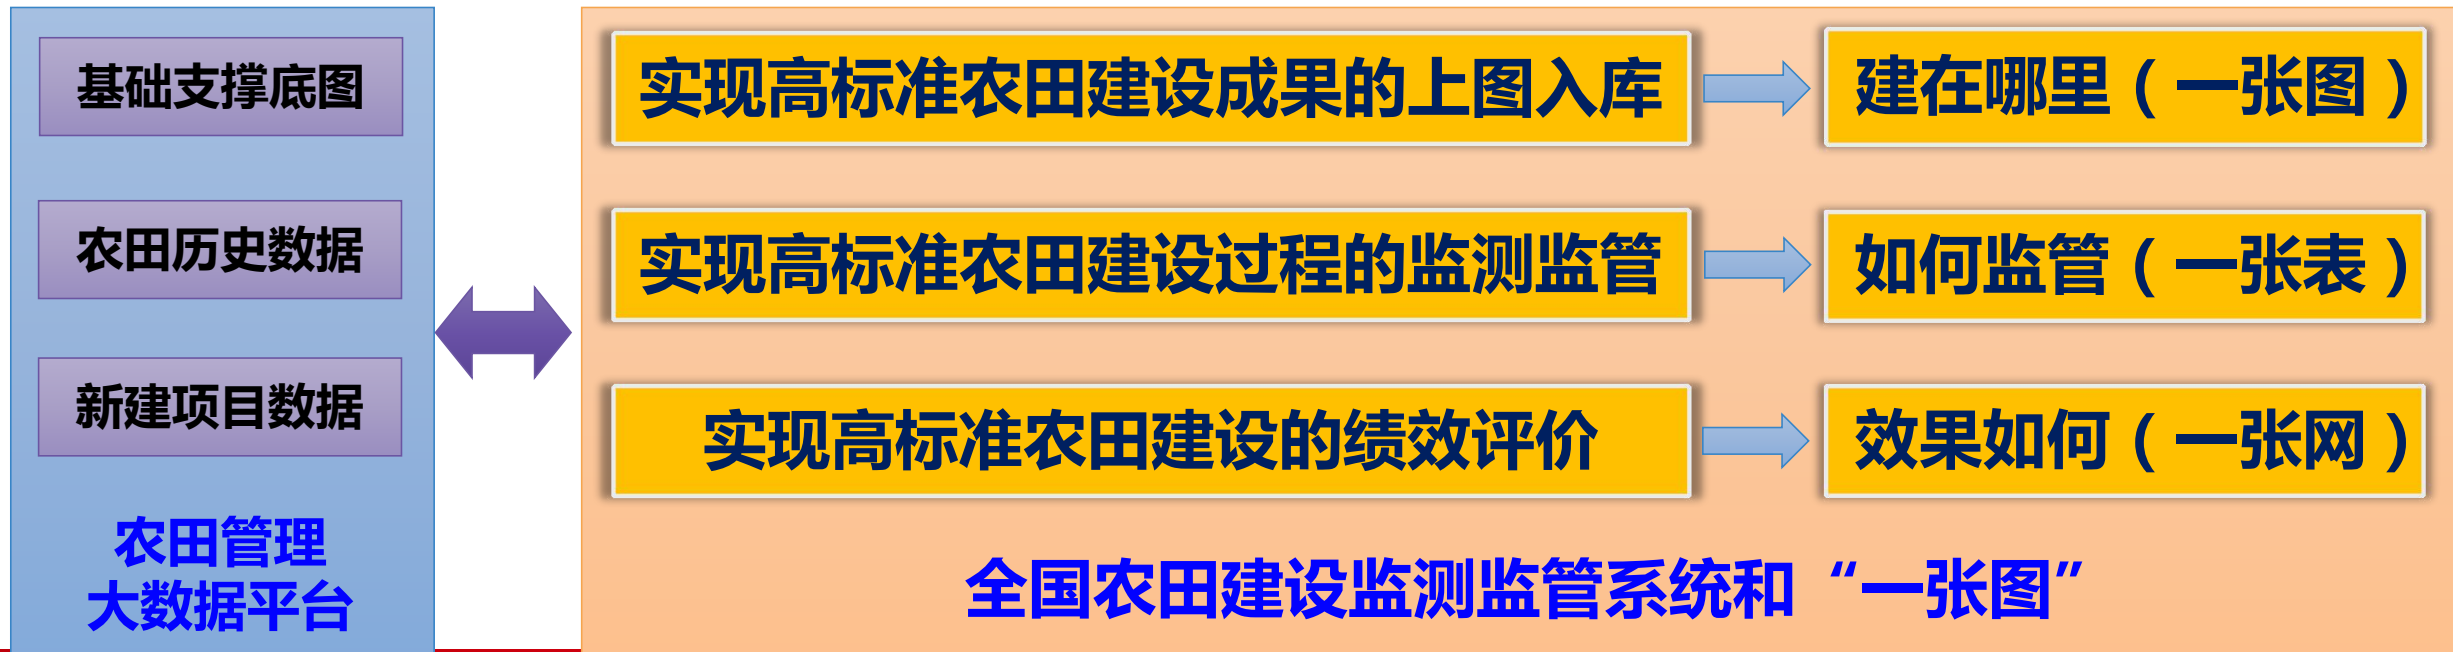 基础支撑底图
农田历史数据
新建项目数据
农田管理
大数据平台
实现高标准农田建设成果的上图入库
建在哪里（一张图）
实现高标准农田建设过程的监测监管
如何监管（一张表）
实现高标准农田建设的绩效评价
效果如何（一张网）
全国农田建设监测监管系统和“一张图”